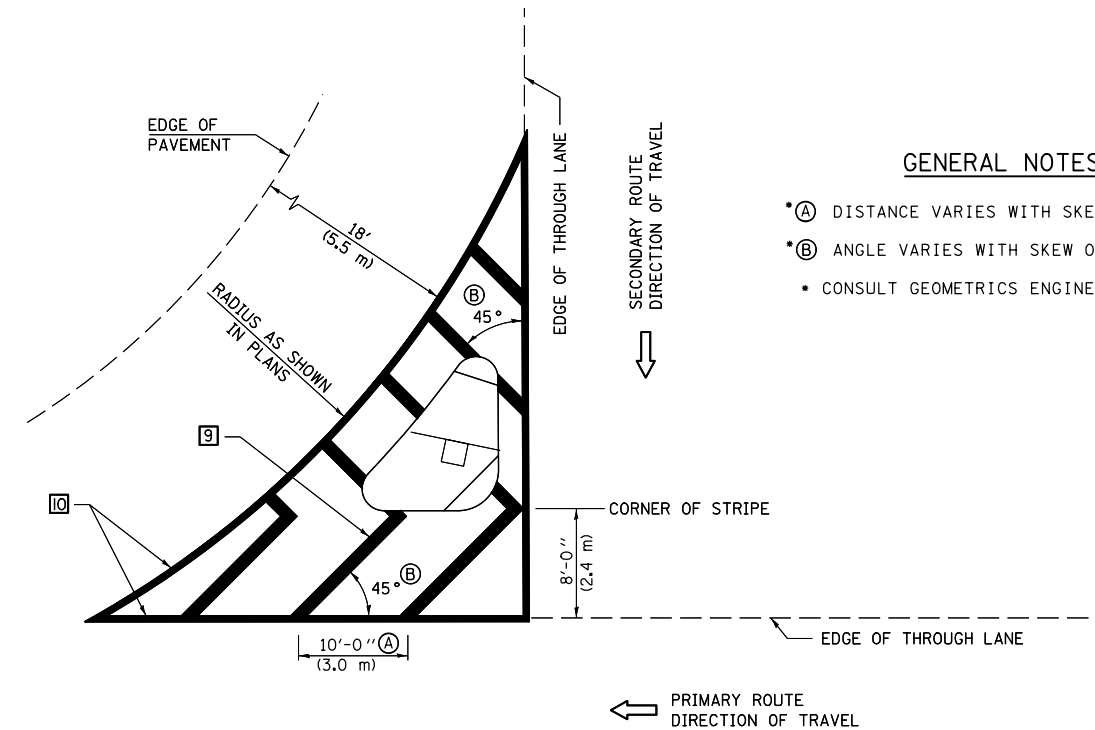 EDGE OF
PAVEMENT
18'
(5.5 m)
RADIUS AS SHOWN
IN PLANS
9
10
B
45°
45° B
10'-0" A
(3.0 m)
EDGE OF THROUGH LANE
SECONDARY ROUTE
DIRECTION OF TRAVEL
GENERAL NOTES
*A DISTANCE VARIES WITH SKE
*B ANGLE VARIES WITH SKEW O
* CONSULT GEOMETRICS ENGINE
CORNER OF STRIPE
8'-0"
(2.4 m)
EDGE OF THROUGH LANE
PRIMARY ROUTE
DIRECTION OF TRAVEL